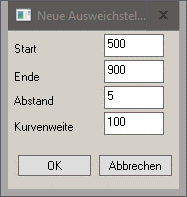 Neue Ausweichstel...
Start 500
Ende 900
Abstand 5
Kurvenweite 100
OK Abbrechen